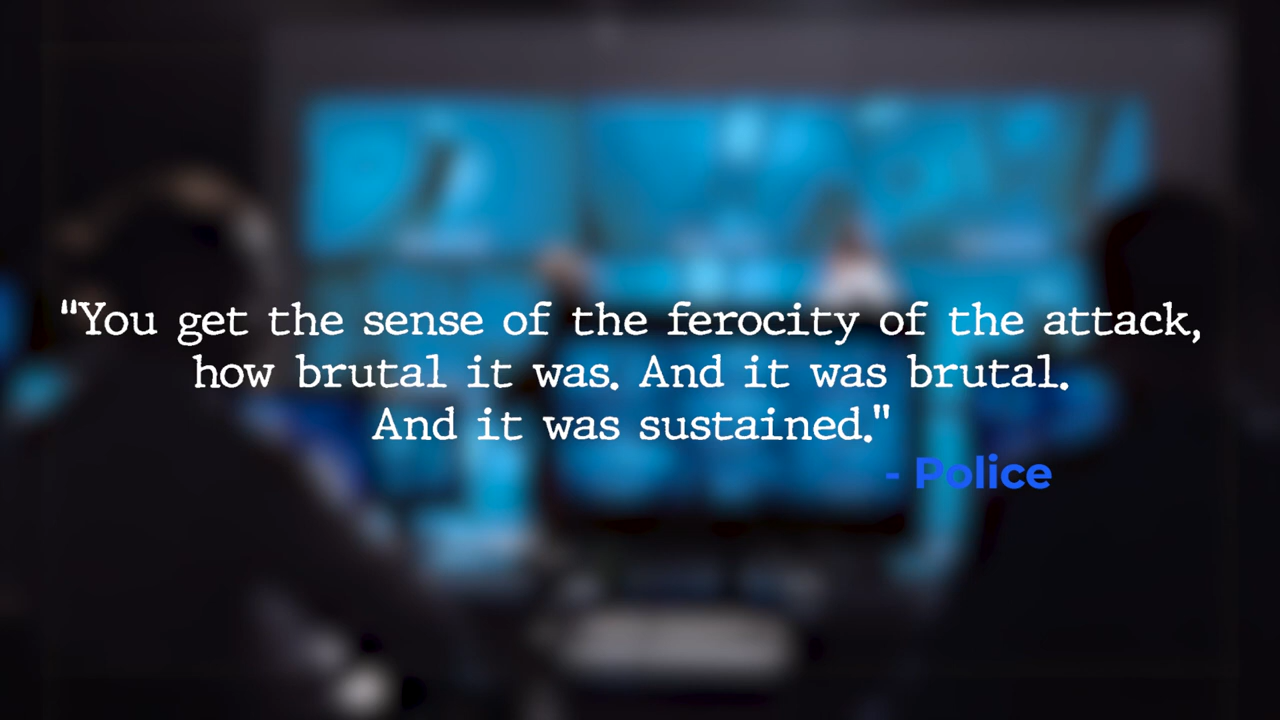 "You get the sense of the ferocity of the attack,
how brutal it was. And it was brutal.
And it was sustained."
- Police